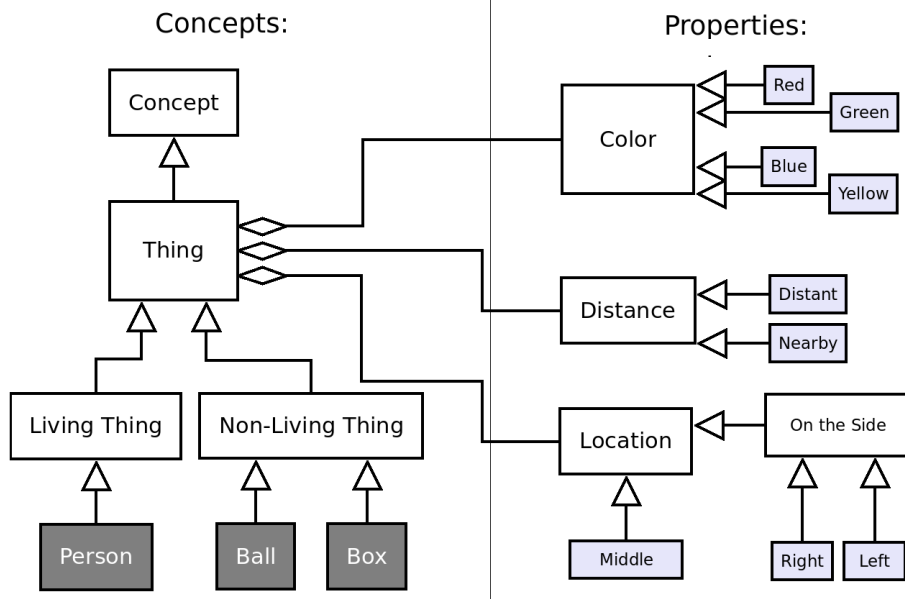 Concepts:
Properties:
Concept
Thing
Living Thing
Non-Living Thing
Person
Ball
Box
Color
Red
Green
Blue
Yellow
Distance
Distant
Nearby
Location
On the Side
Middle
Right
Left